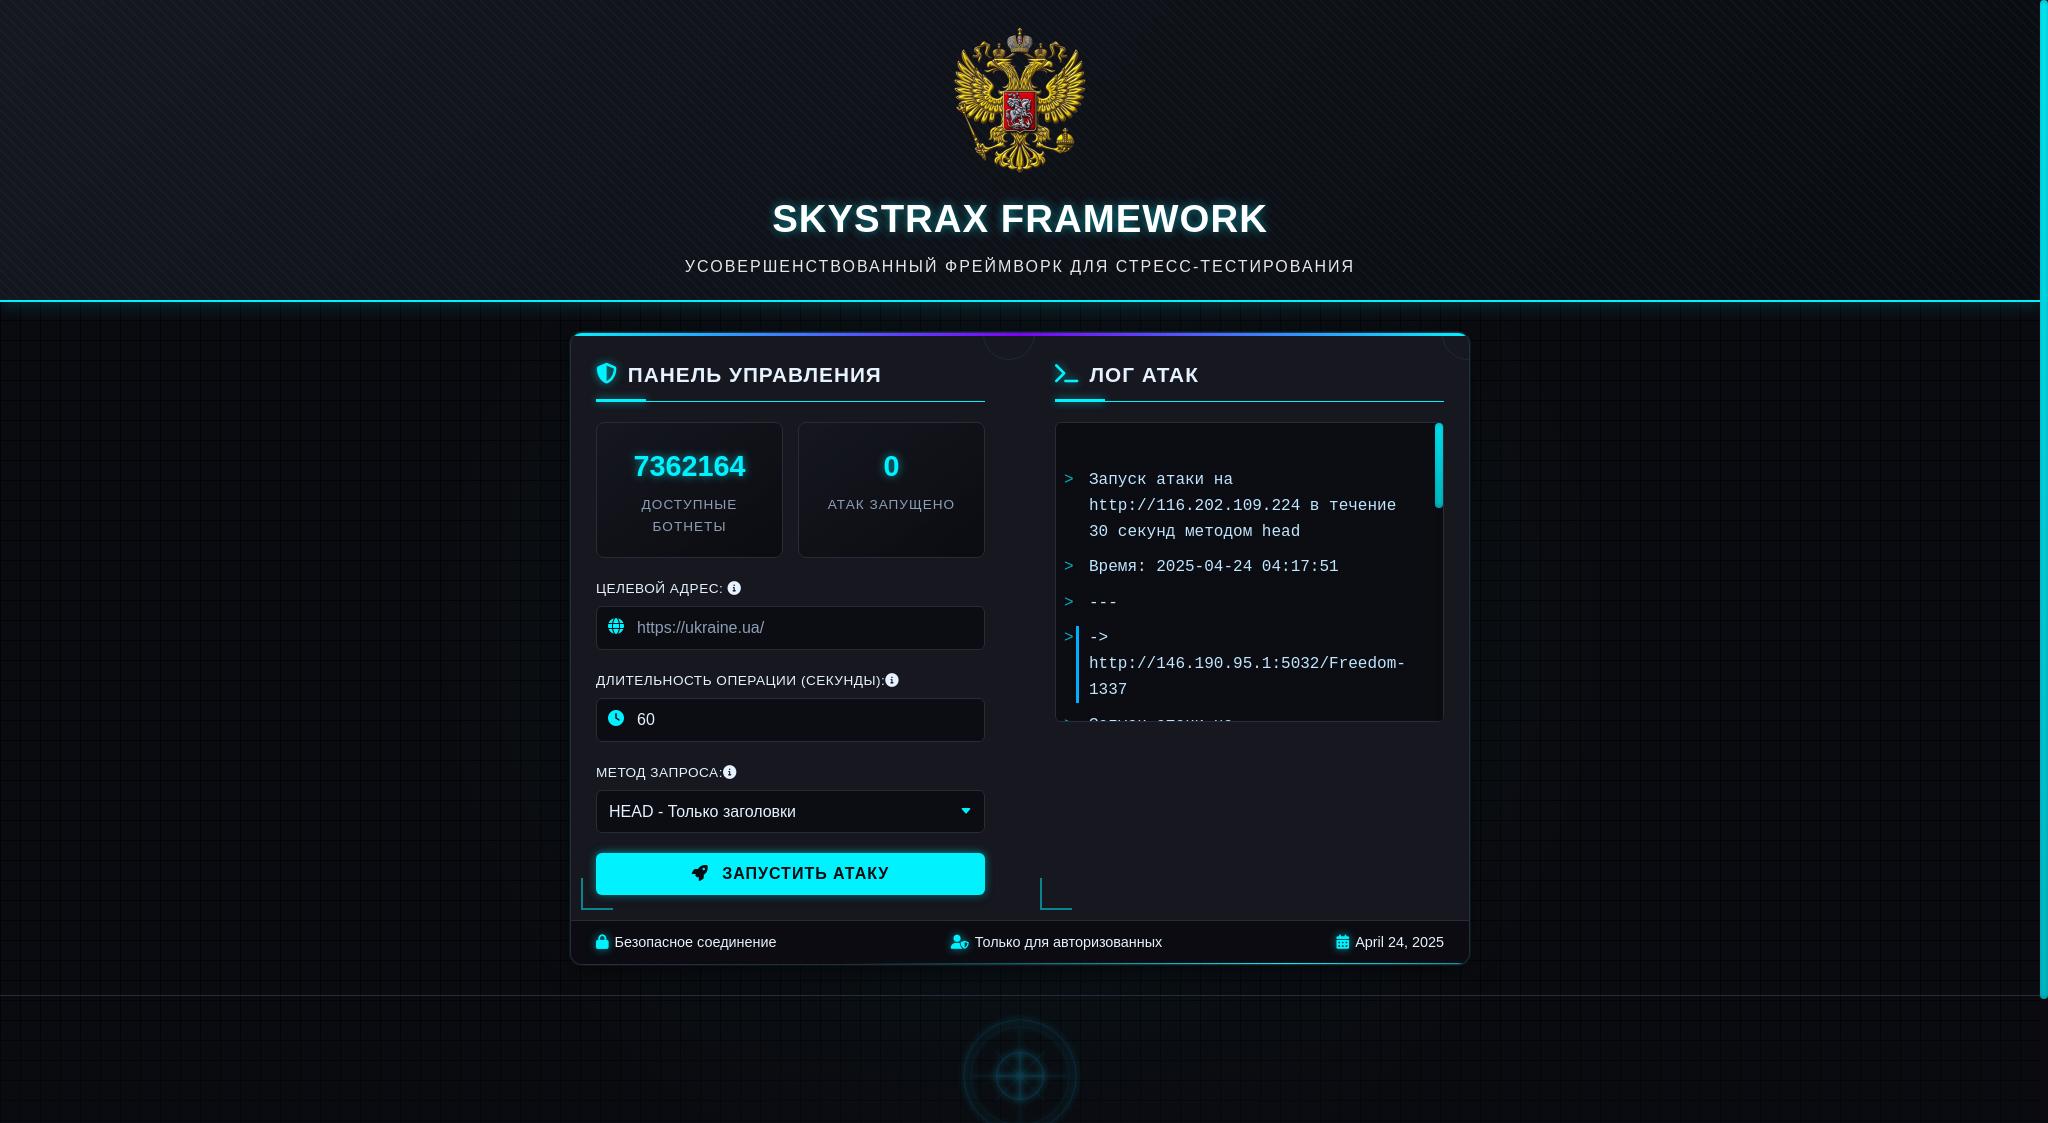 SKYSTRAX FRAMEWORK
УСОВЕРШЕНСТВОВАННЫЙ ФРЕЙМВОРК ДЛЯ СТРЕСС-ТЕСТИРОВАНИЯ
ПАНЕЛЬ УПРАВЛЕНИЯ
7362164
ДОСТУПНЫЕ
БОТНЕТЫ
0
АТАК ЗАПУЩЕНО
ЦЕЛЕВОЙ АДРЕС:
https://ukraine.ua/
ДЛИТЕЛЬНОСТЬ ОПЕРАЦИИ (СЕКУНДЫ):
60
МЕТОД ЗАПРОСА:
HEAD - Только заголовки
ЗАПУСТИТЬ АТАКУ
ЛОГ АТАК
> Запуск атаки на
http://116.202.109.224 в течение
30 секунд методом head
> Время: 2025-04-24 04:17:51
> ---
> ->
http://146.190.95.1:5032/Freedom-
1337
> Запуск атаки на
Безопасное соединение
Только для авторизованных
April 24, 2025